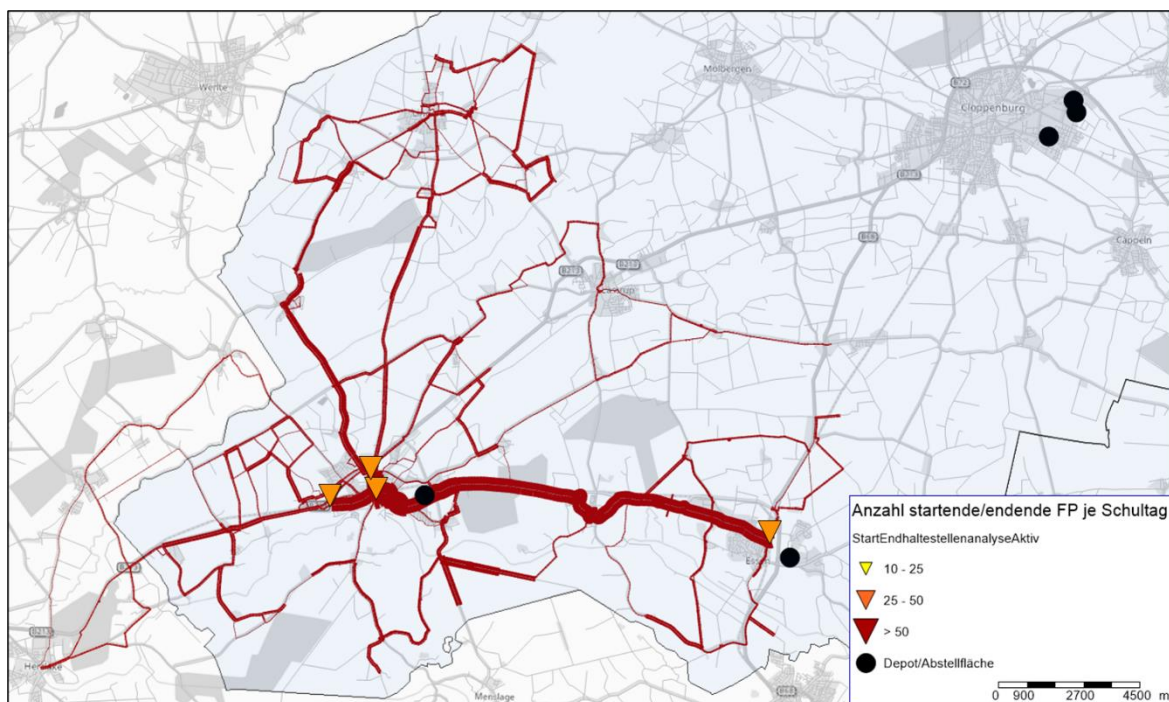 Molbergen
Werlte
Cloppenburg
Cappeln
Essen
Menslage
Anzahl startende/endende FP je Schultag
StartEndhaltestellenanalyseAktiv
10 - 25
25 - 50
> 50
Depot/Abstellfläche
0 900 2700 4500 m